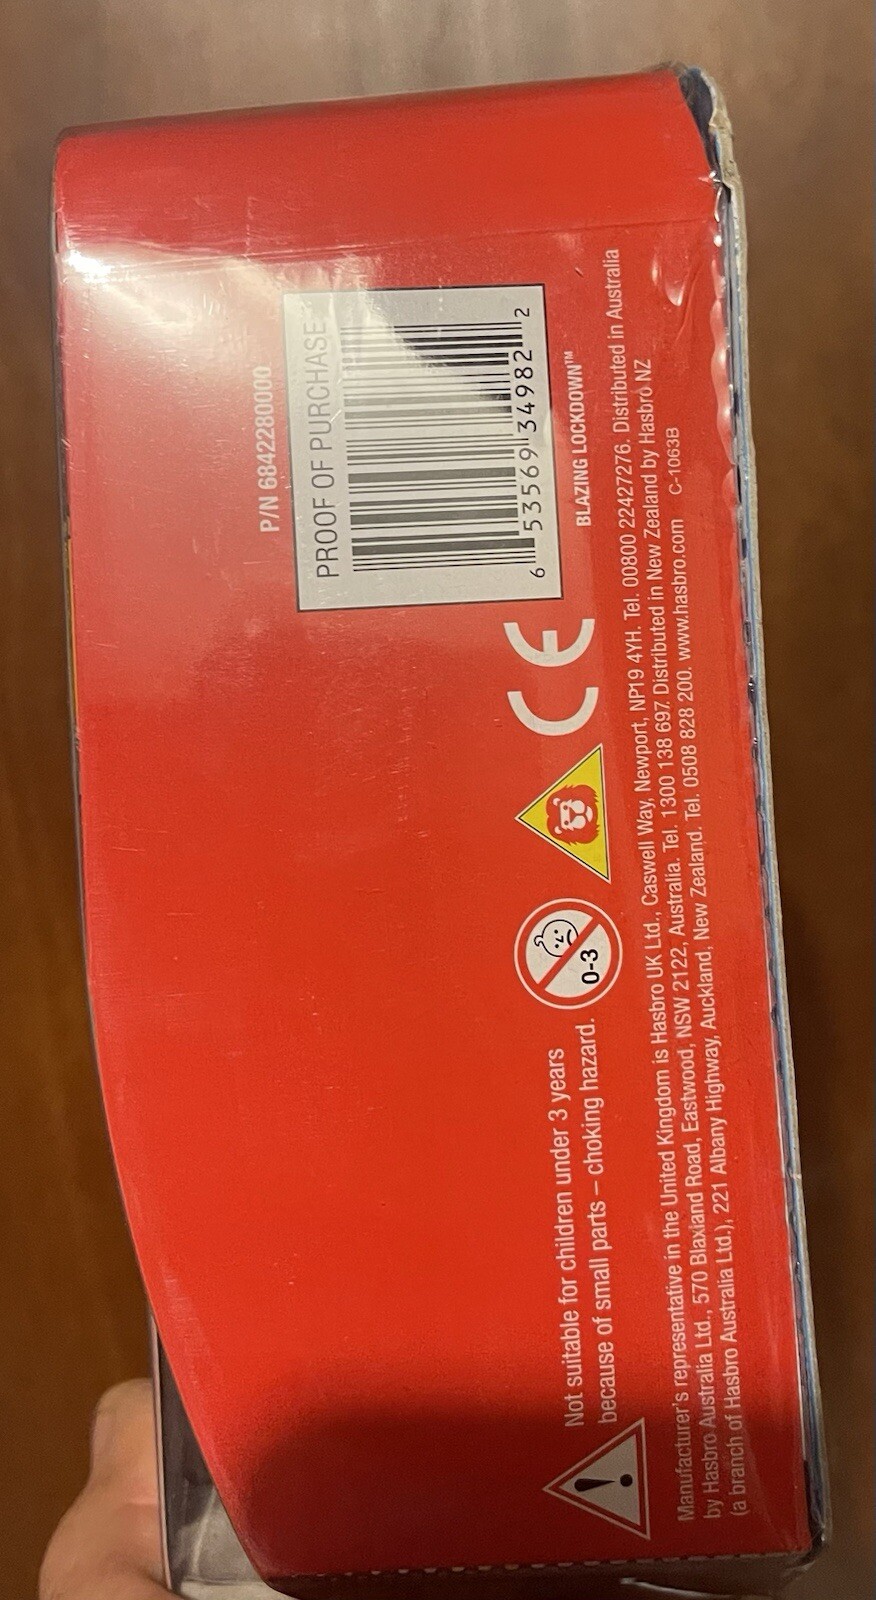 P/N 6842280000
PROOF OF PURCHASE
6 53569 34982 2
BLAZING LOCKDOWN™
CE
0-3
Not suitable for children under 3 years
because of small parts – choking hazard.
Manufacturer's representative in the United Kingdom is Hasbro UK Ltd., Caswell Way, Newport, NP19 4YH. Tel. 00800 22427276. Distributed in Australia
by Hasbro Australia Ltd., 570 Blaxland Road, Eastwood, NSW 2122, Australia. Tel. 1300 138 697. Distributed in New Zealand by Hasbro NZ
(a branch of Hasbro Australia Ltd.), 221 Albany Highway, Auckland, New Zealand. Tel. 0508 828 200. www.hasbro.com C-1063B